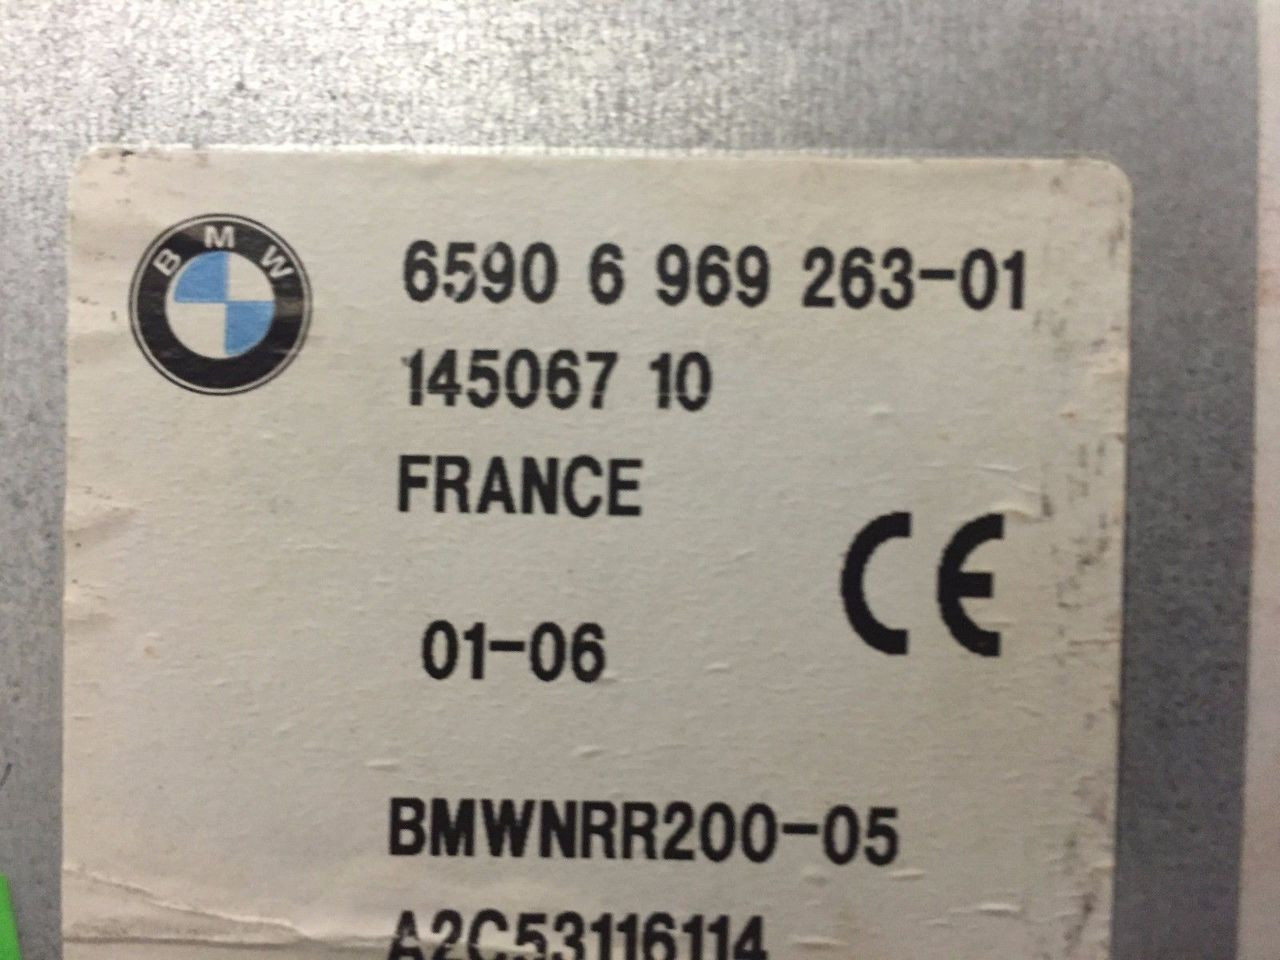 BMW
6590 6 969 263-01
145067 10
FRANCE
CE
01-06
BMWNRR200-05
A2C53116114